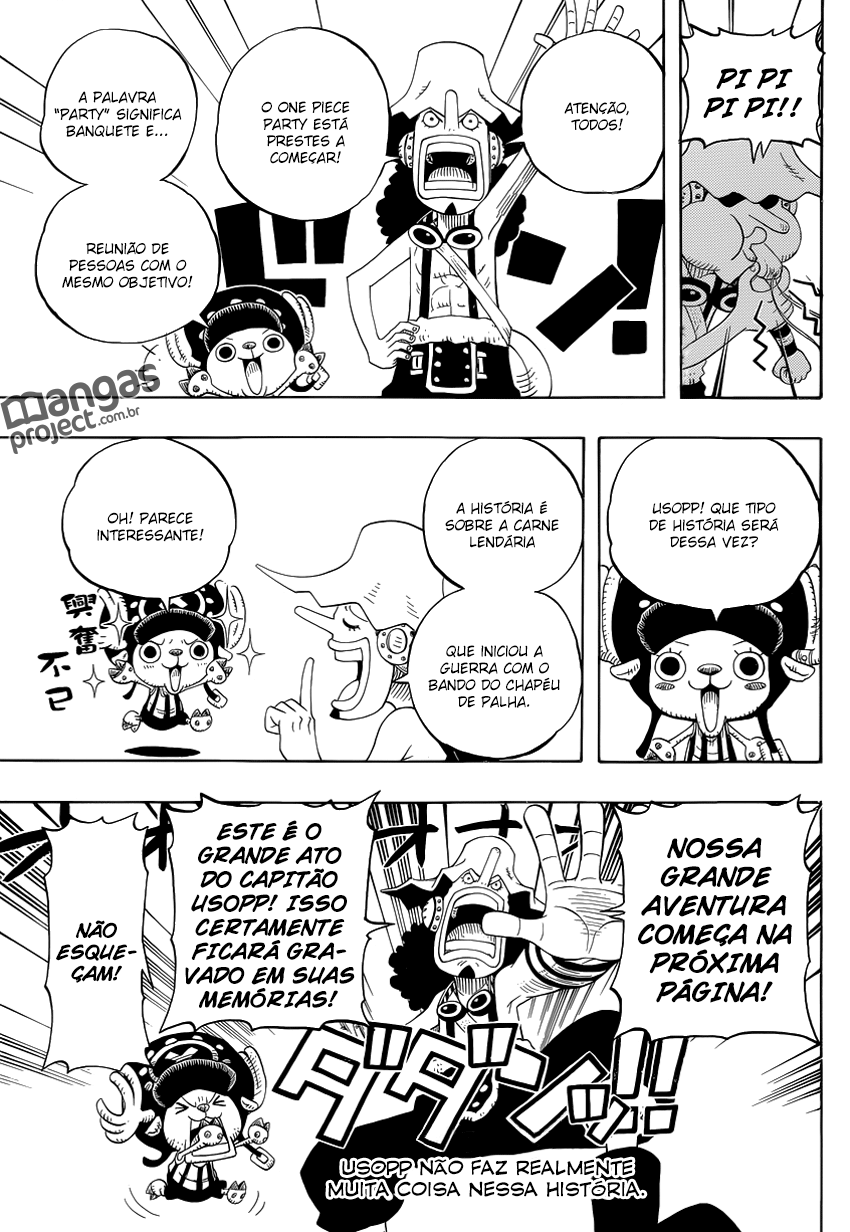 PI PI
PI PI!!
ATENÇÃO,
TODOS!
O ONE PIECE
PARTY ESTÁ
PRESTES A
COMEÇAR!
A PALAVRA
"PARTY" SIGNIFICA
BANQUETE E...
REUNIÃO DE
PESSOAS COM O
MESMO OBJETIVO!
ドン!!
mangas
project.com.br
USOPP! QUE TIPO
DE HISTÓRIA SERÁ
DESSA VEZ?
A HISTÓRIA É
SOBRE A CARNE
LENDÁRIA
QUE INICIOU A
GUERRA COM O
BANDO DO CHAPÉU
DE PALHA.
OH! PARECE
INTERESSANTE!
興奮
不已
NOSSA
GRANDE
AVENTURA
COMEÇA NA
PRÓXIMA
PÁGINA!
ESTE É O
GRANDE ATO
DO CAPITÃO
USOPP! ISSO
CERTAMENTE
FICARÁ GRA-
VADO EM SUAS
MEMÓRIAS!
NÃO
ESQUE-
ÇAM!
ダダンッ!!
USOPP NÃO FAZ REALMENTE
MUITA COISA NESSA HISTÓRIA.